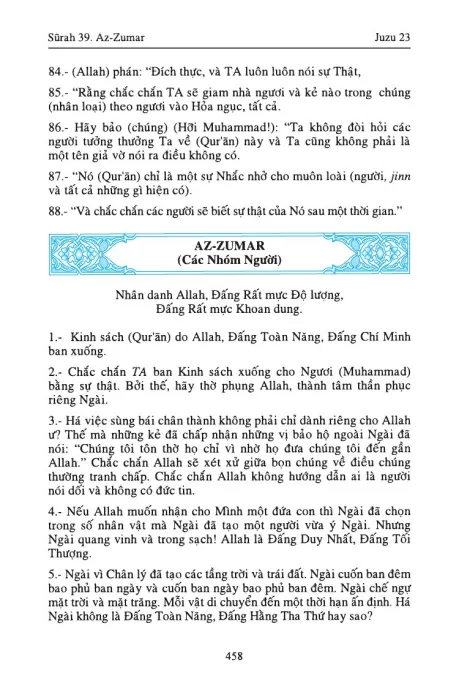 Sūrah 39. Az-Zumar Juzu 23
84.- (Allah) phán: “Đích thực, và TA luôn luôn nói sự Thật,
85.- “Rằng chắc chắn TA sẽ giam nhà ngươi và kẻ nào trong chúng
(nhân loại) theo ngươi vào Hỏa ngục, tất cả.
86.- Hãy bảo (chúng) (Hỡi Muhammad!): “Ta không đòi hỏi các
người tưởng thưởng Ta về (Qur'ān) này và Ta cũng không phải là
một tên giả vờ nói ra điều không có.
87.- “Nó (Qur'ān) chỉ là một sự Nhắc nhở cho muôn loài (người, jinn
và tất cả những gì hiện có).
88.- “Và chắc chắn các người sẽ biết sự thật của Nó sau một thời gian.”
AZ-ZUMAR
(Các Nhóm Người)
Nhân danh Allah, Đấng Rất mực Độ lượng,
Đấng Rất mực Khoan dung.
1.- Kinh sách (Qur'ān) do Allah, Đấng Toàn Năng, Đấng Chí Minh
ban xuống.
2.- Chắc chắn TA ban Kinh sách xuống cho Ngươi (Muhammad)
bằng sự thật. Bởi thế, hãy thờ phụng Allah, thành tâm thần phục
riêng Ngài.
3.- Há việc sùng bái chân thành không phải chỉ dành riêng cho Allah
ư? Thế mà những kẻ đã chấp nhận những vị bảo hộ ngoài Ngài đã
nói: “Chúng tôi tôn thờ họ chỉ vì nhờ họ đưa chúng tôi đến gần
Allah.” Chắc chắn Allah sẽ xét xử giữa bọn chúng về điều chúng
thường tranh chấp. Chắc chắn Allah không hướng dẫn ai là người
nói dối và không có đức tin.
4.- Nếu Allah muốn nhận cho Mình một đứa con thì Ngài đã chọn
trong số nhân vật mà Ngài đã tạo một người vừa ý Ngài. Nhưng
Ngài quang vinh và trong sạch! Allah là Đấng Duy Nhất, Đấng Tối
Thượng.
5.- Ngài vì Chân lý đã tạo các tầng trời và trái đất. Ngài cuốn ban đêm
bao phủ ban ngày và cuốn ban ngày bao phủ ban đêm. Ngài chế ngự
mặt trời và mặt trăng. Mỗi vật di chuyển đến một thời hạn ấn định. Há
Ngài không là Đấng Toàn Năng, Đấng Hằng Tha Thứ hay sao?
458